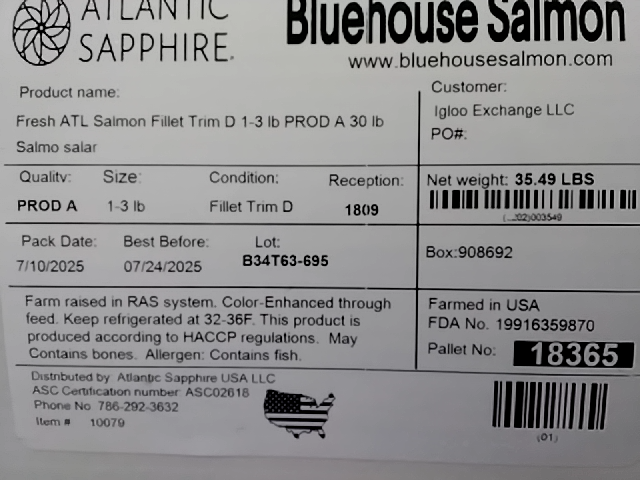 ATLANTIC
SAPPHIRE®
Bluehouse Salmon
www.bluehousesalmon.com
Product name:
Fresh ATL Salmon Fillet Trim D 1-3 lb PROD A 30 lb
Salmo salar
Customer:
Igloo Exchange LLC
PO#:
Quality: Size: Condition: Reception:
PROD A 1-3 lb Fillet Trim D 1809
Net weight: 35.49 LBS
Pack Date: Best Before: Lot:
7/10/2025 07/24/2025 B34T63-695
Box:908692
Farm raised in RAS system. Color-Enhanced through
feed. Keep refrigerated at 32-36F. This product is
produced according to HACCP regulations. May
Contains bones. Allergen: Contains fish.
Farmed in USA
FDA No. 19916359870
Pallet No: 18365
Distributed by Atlantic Sapphire USA LLC
ASC Certification number ASC02618
Phone No 786-292-3632
Item # 10079
(01)